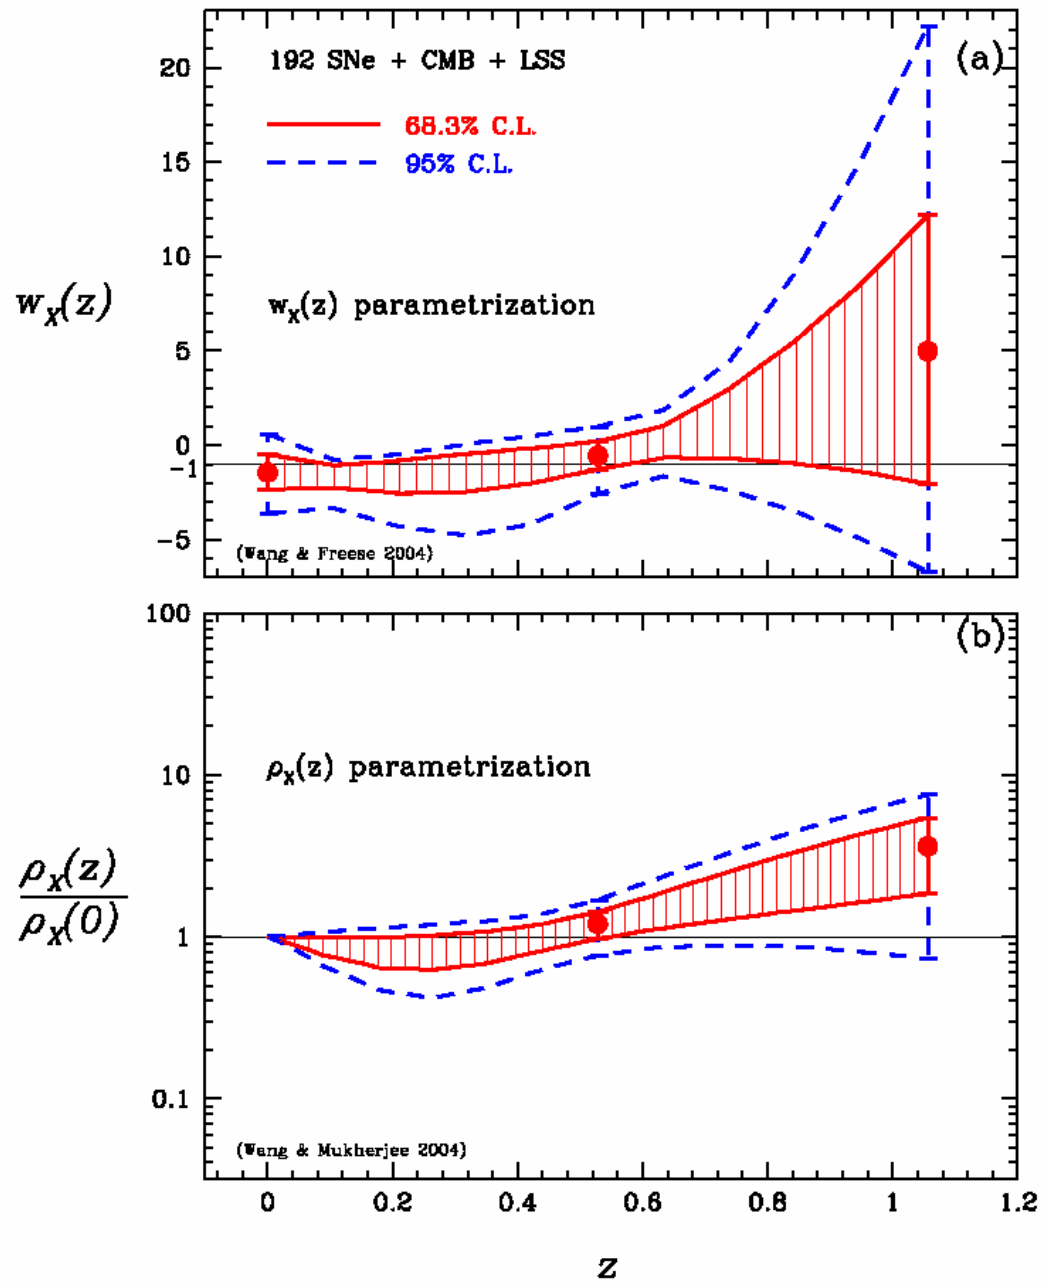 192 SNe + CMB + LSS
(a)
68.3% C.L.
95% C.L.
20
15
10
5
0
-1
-5
w_X(z)
w_X(z) parametrization
(Wang & Freese 2004)
100
10
1
0.1
(b)
ρ_X(z) parametrization
ρ_X(z)
ρ_X(0)
(Wang & Mukherjee 2004)
0 0.2 0.4 0.6 0.8 1 1.2
z